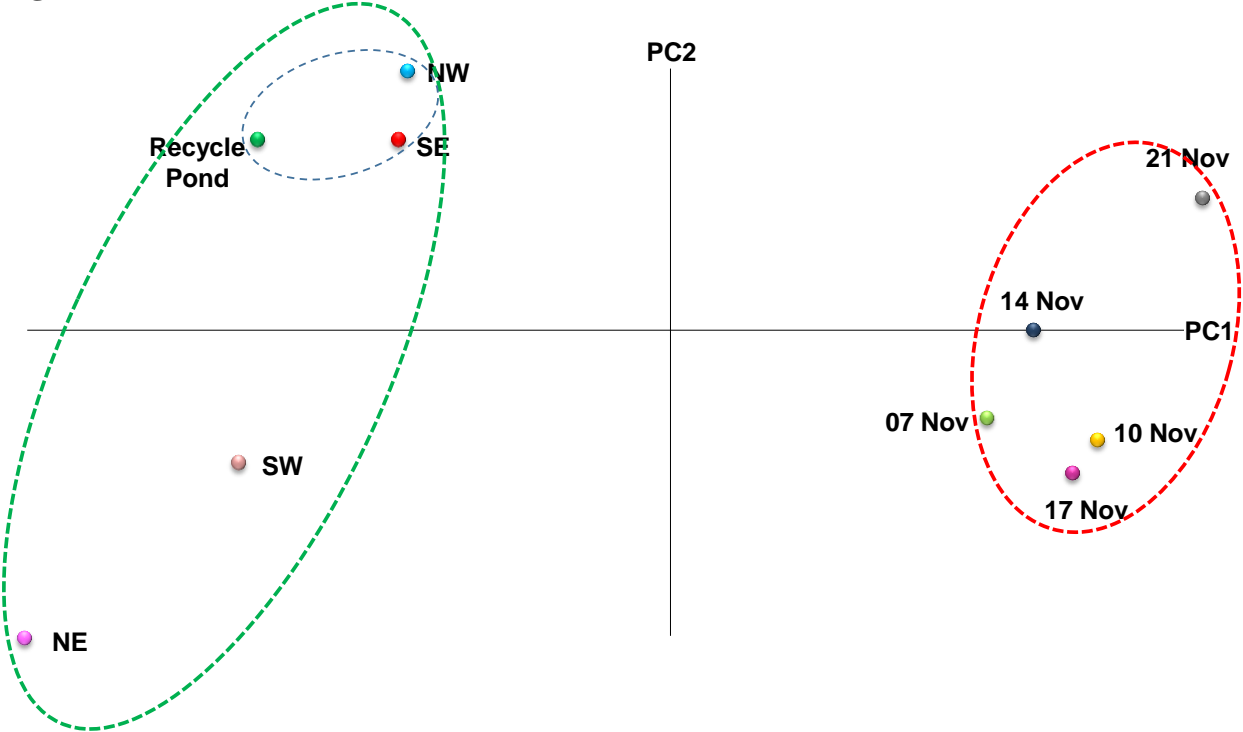 PC2
NW
Recycle
Pond
SE
21 Nov
14 Nov
PC1
07 Nov
10 Nov
SW
17 Nov
NE